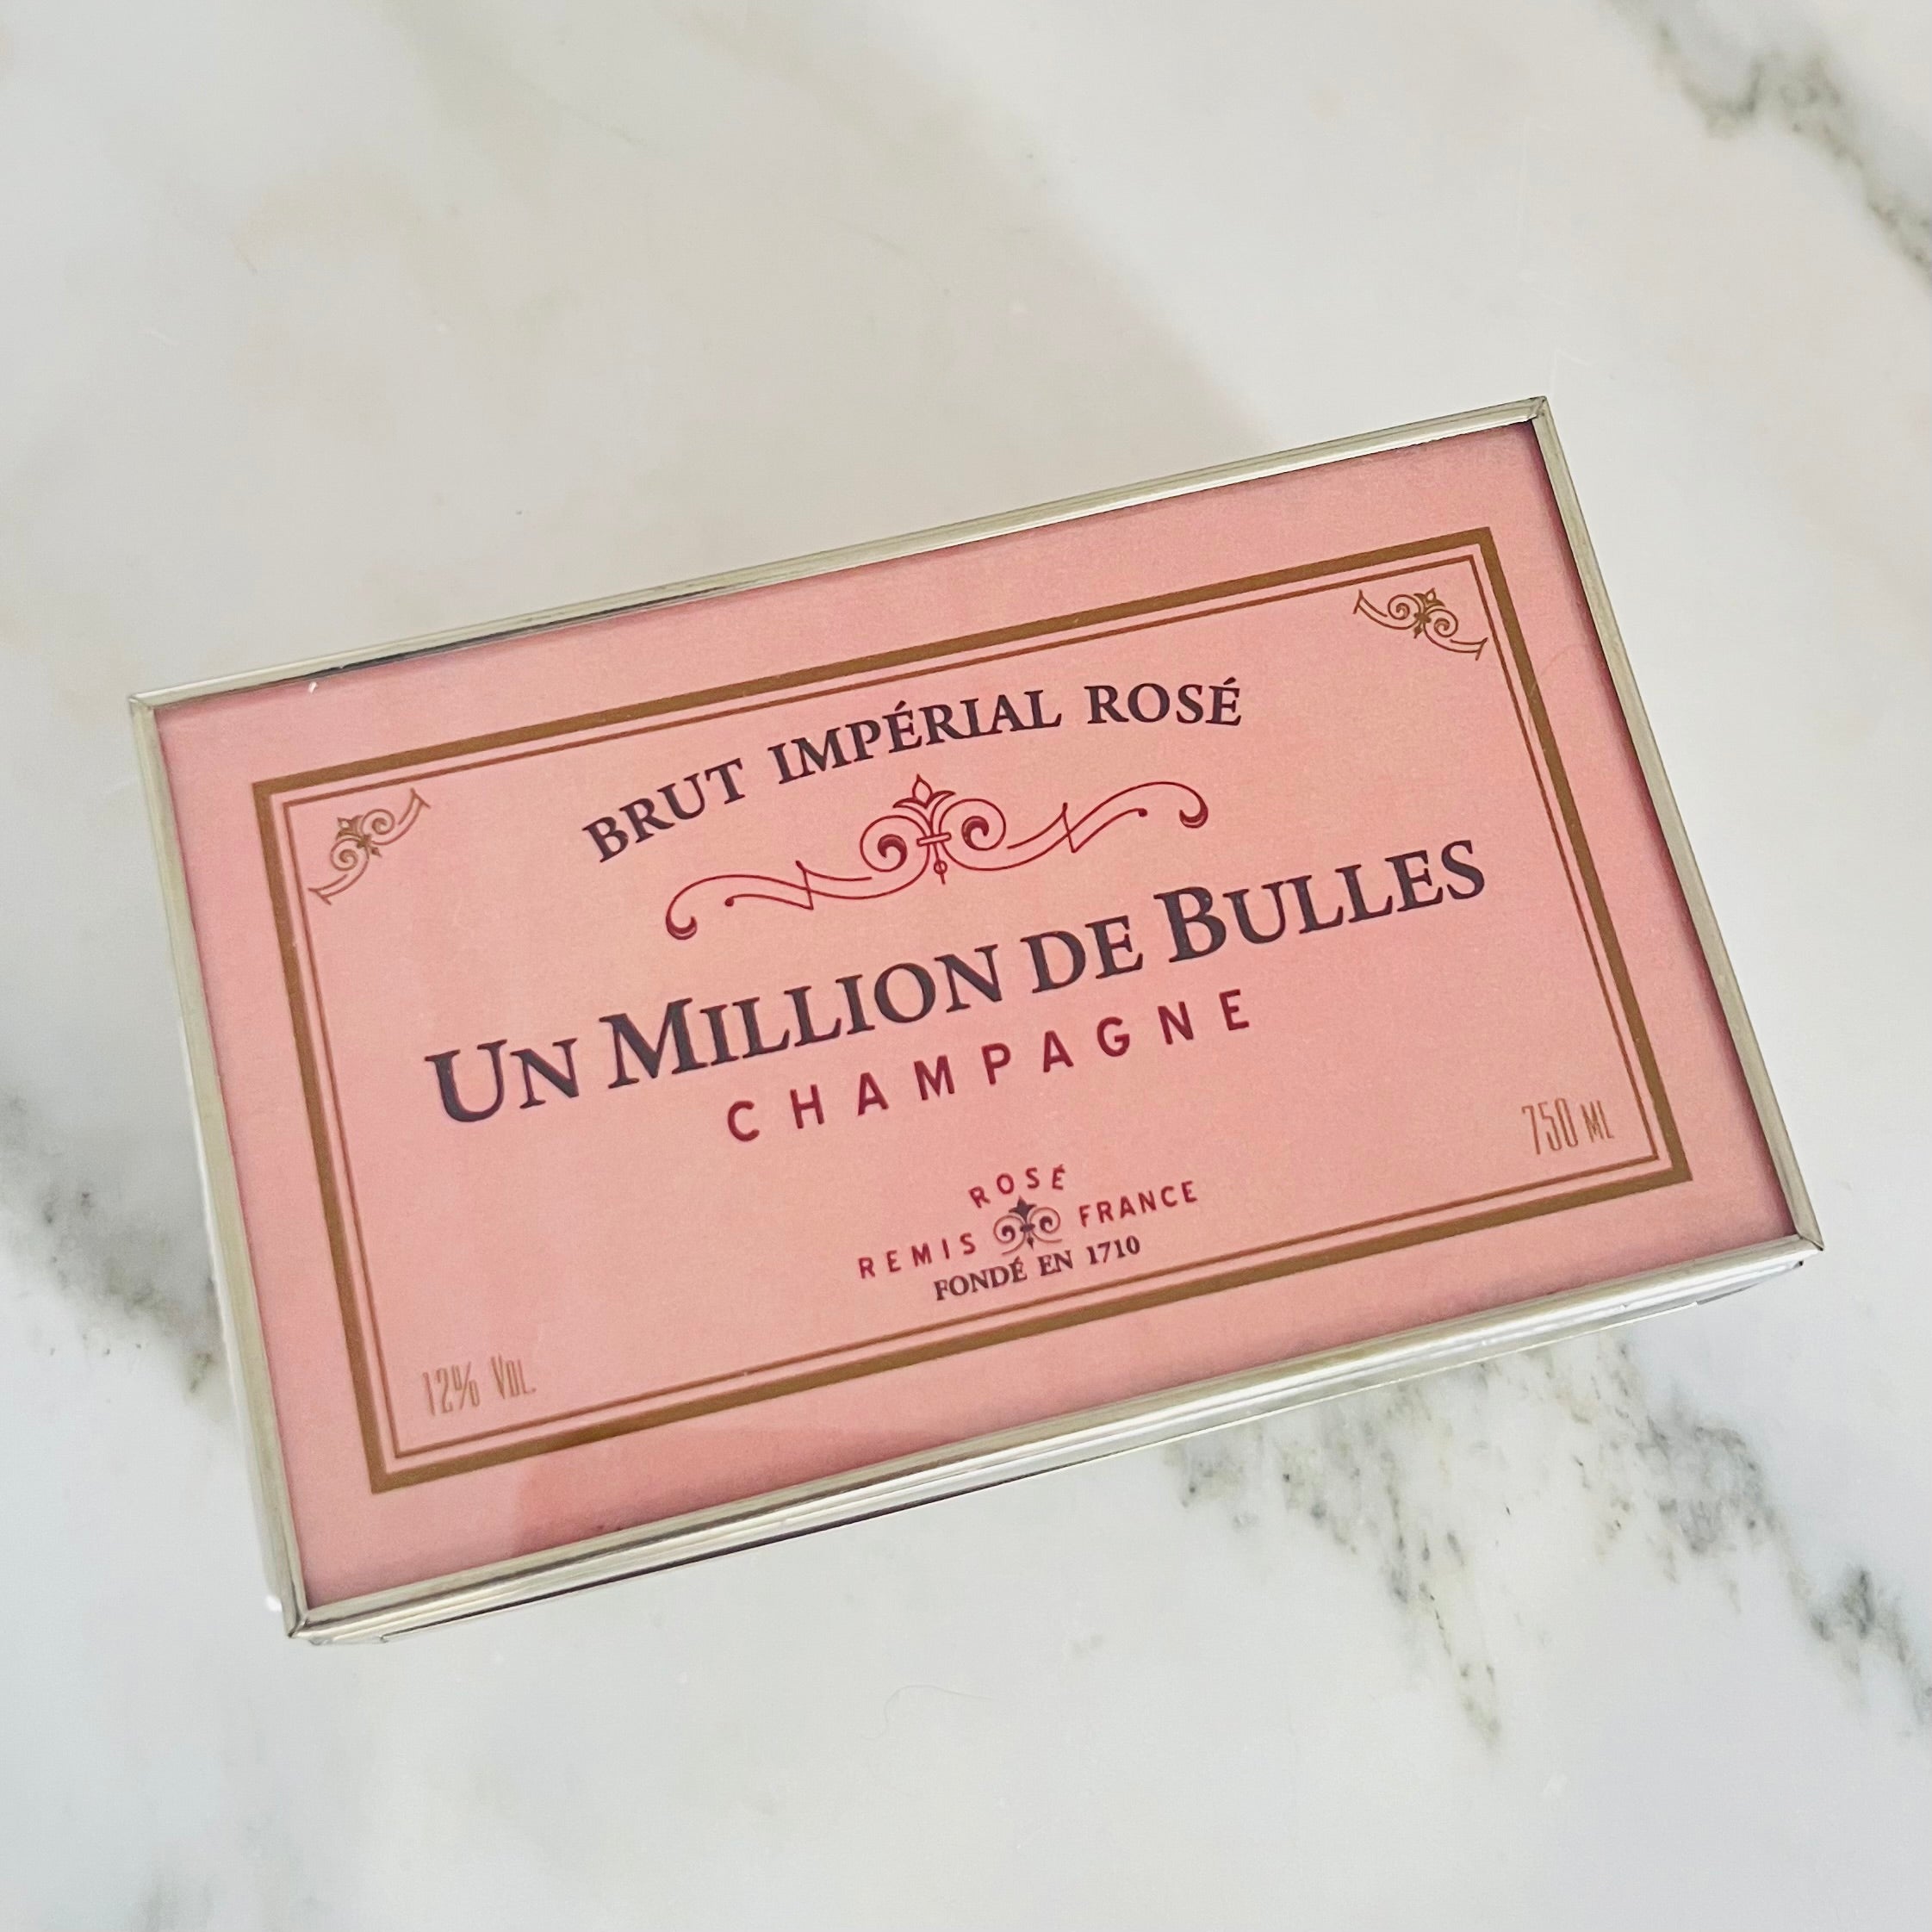 BRUT IMPÉRIAL ROSÉ
UN MILLION DE BULLES
CHAMPAGNE
750 ML
ROSÉ
REMIS FRANCE
FONDÉ EN 1710
12% VOL.